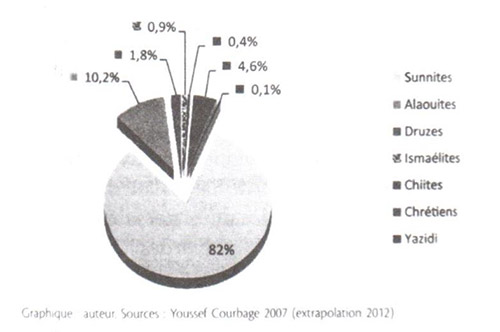 0,9%
1,8%
0,4%
10,2%
4,6%
0,1%
82%
Sunnites
Alaouites
Druzes
Ismaélites
Chiites
Chrétiens
Yazidi
Graphique auteur. Sources : Youssef Courbage 2007 (extrapolation 2012)